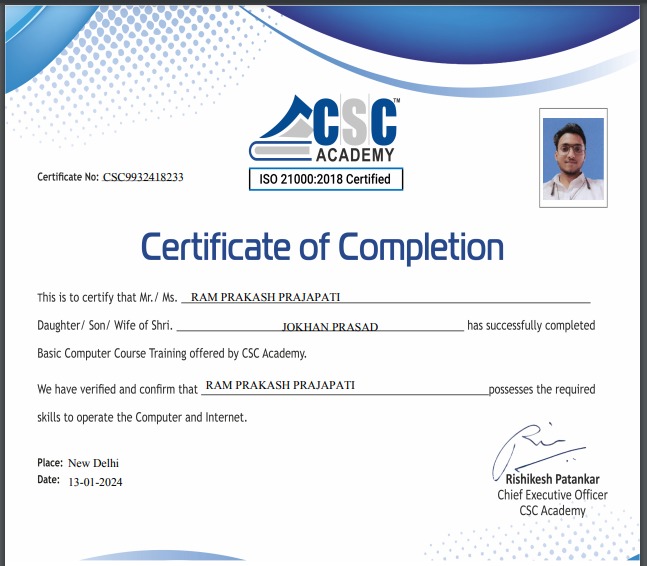 CSC™
ACADEMY
ISO 21000:2018 Certified
Certificate No: CSC9932418233
Certificate of Completion
This is to certify that Mr./ Ms. RAM PRAKASH PRAJAPATI
Daughter/ Son/ Wife of Shri. JOKHAN PRASAD has successfully completed
Basic Computer Course Training offered by CSC Academy.
We have verified and confirm that RAM PRAKASH PRAJAPATI possesses the required
skills to operate the Computer and Internet.
Place: New Delhi
Date: 13-01-2024
Rishikesh Patankar
Chief Executive Officer
CSC Academy